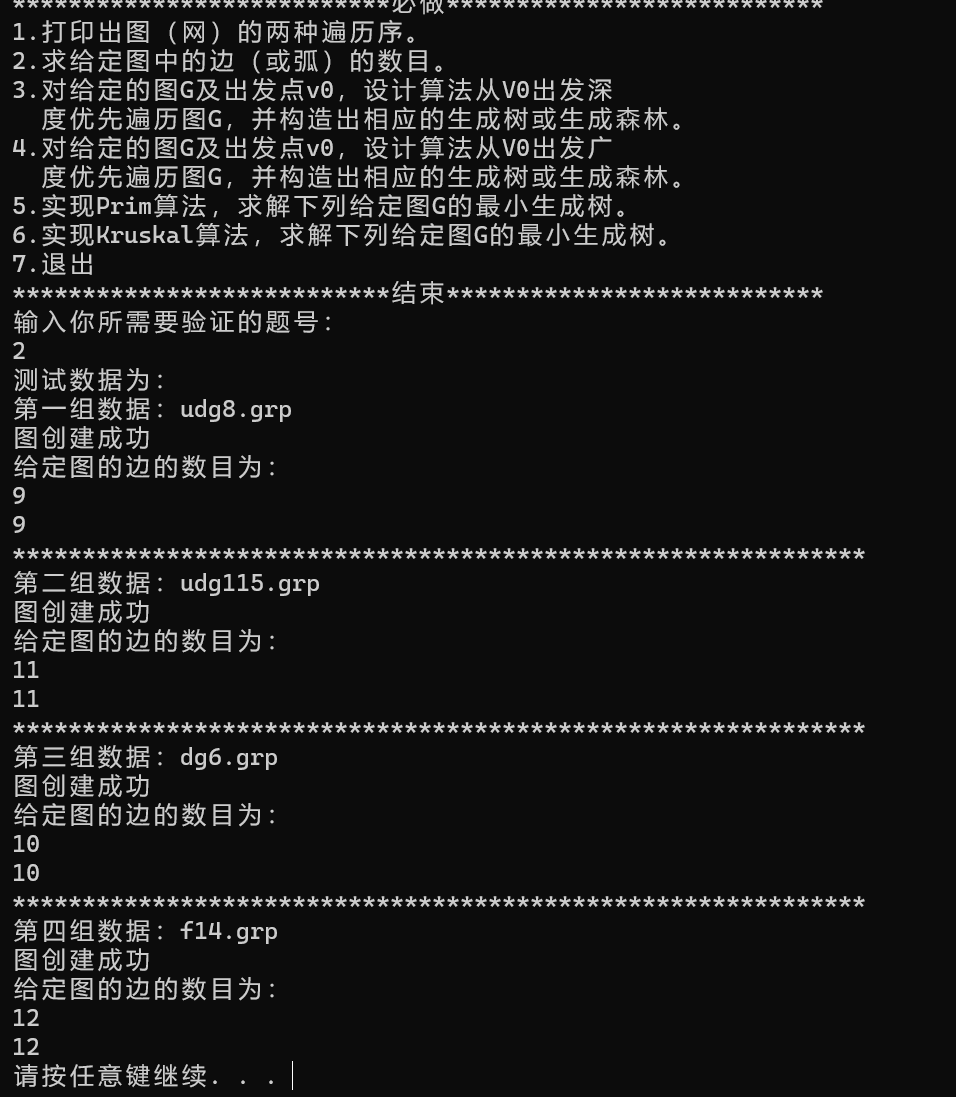 ***************************必做***************************
1.打印出图（网）的两种遍历序。
2.求给定图中的边（或弧）的数目。
3.对给定的图G及出发点v0，设计算法从V0出发深
度优先遍历图G，并构造出相应的生成树或生成森林。
4.对给定的图G及出发点v0，设计算法从V0出发广
度优先遍历图G，并构造出相应的生成树或生成森林。
5.实现Prim算法，求解下列给定图G的最小生成树。
6.实现Kruskal算法，求解下列给定图G的最小生成树。
7.退出
***************************结束***************************
输入你所需要验证的题号：
2
测试数据为：
第一组数据：udg8.grp
图创建成功
给定图的边的数目为：
9
9
*************************************************************
第二组数据：udg115.grp
图创建成功
给定图的边的数目为：
11
11
*************************************************************
第三组数据：dg6.grp
图创建成功
给定图的边的数目为：
10
10
*************************************************************
第四组数据：f14.grp
图创建成功
给定图的边的数目为：
12
12
请按任意键继续. . .